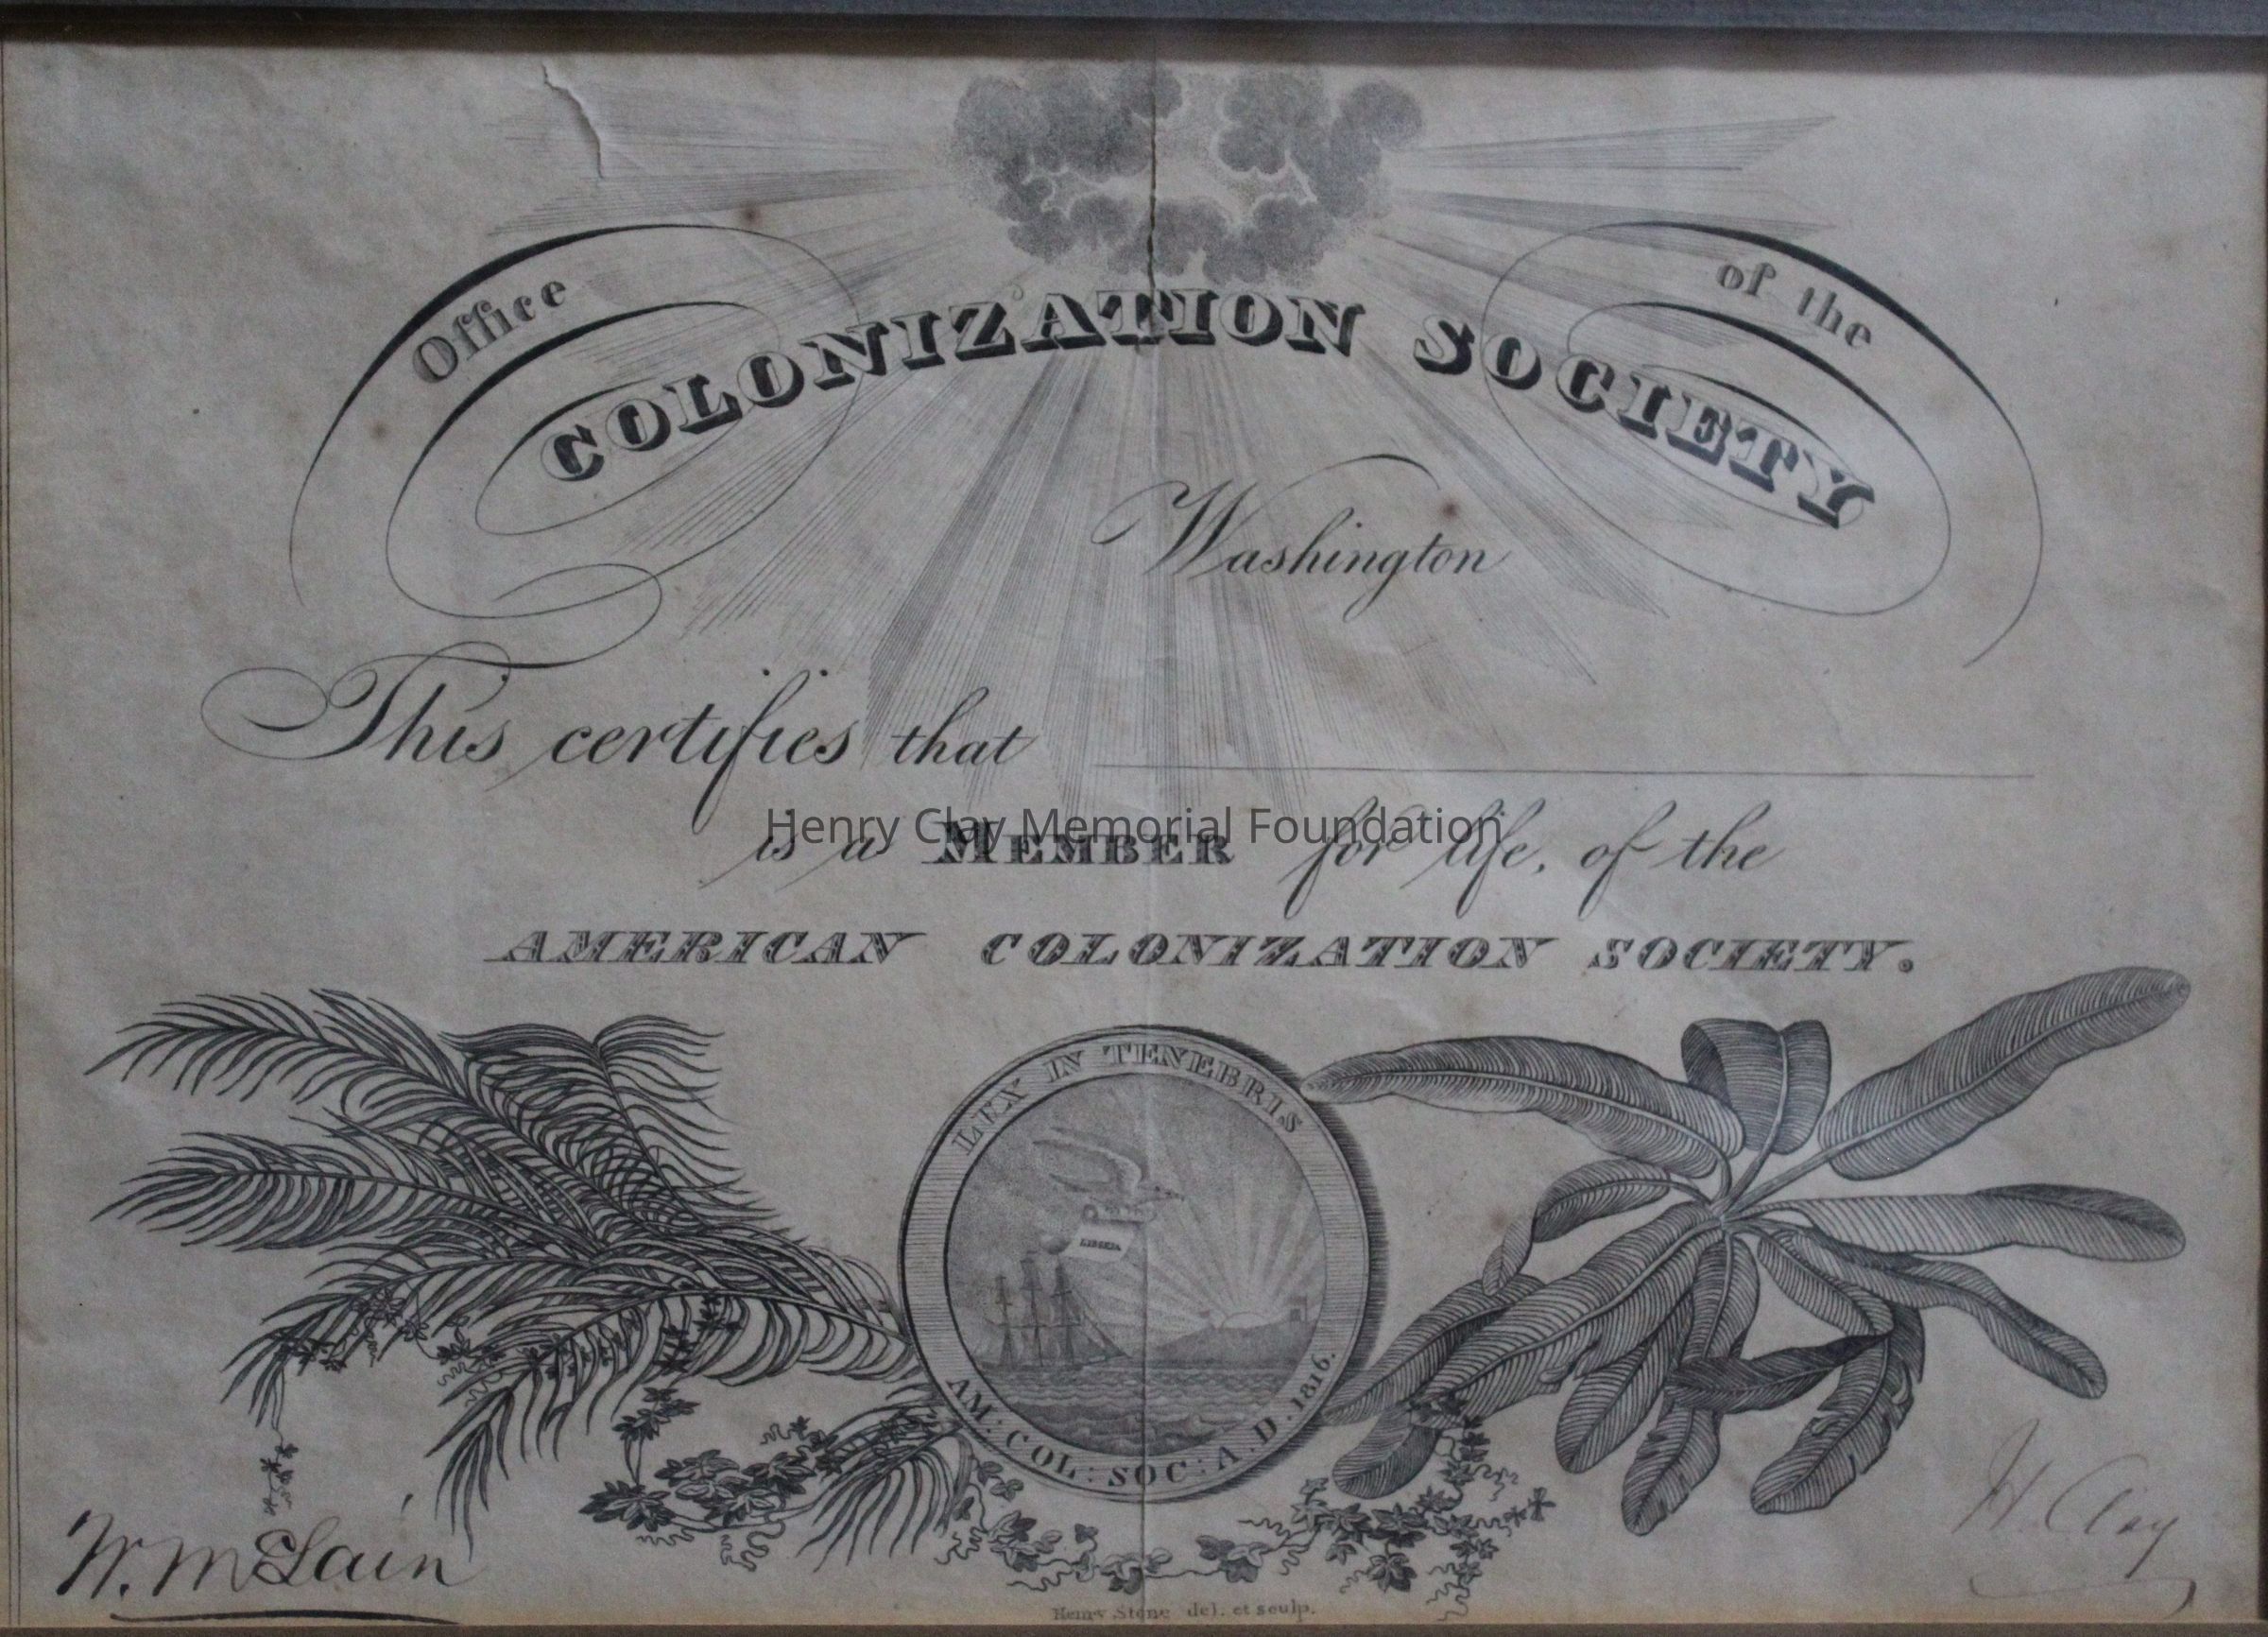 Office of the
COLONIZATION SOCIETY
Washington
This certifies that
Henry Clay Memorial Foundation
is a MEMBER for life, of the
AMERICAN COLONIZATION SOCIETY.
LUX IN TENEBRIS
LIBERIA
AM: COL: SOC: A.D. 1816.
H. Clay
W. McLain
Henry Stone del. et sculp.